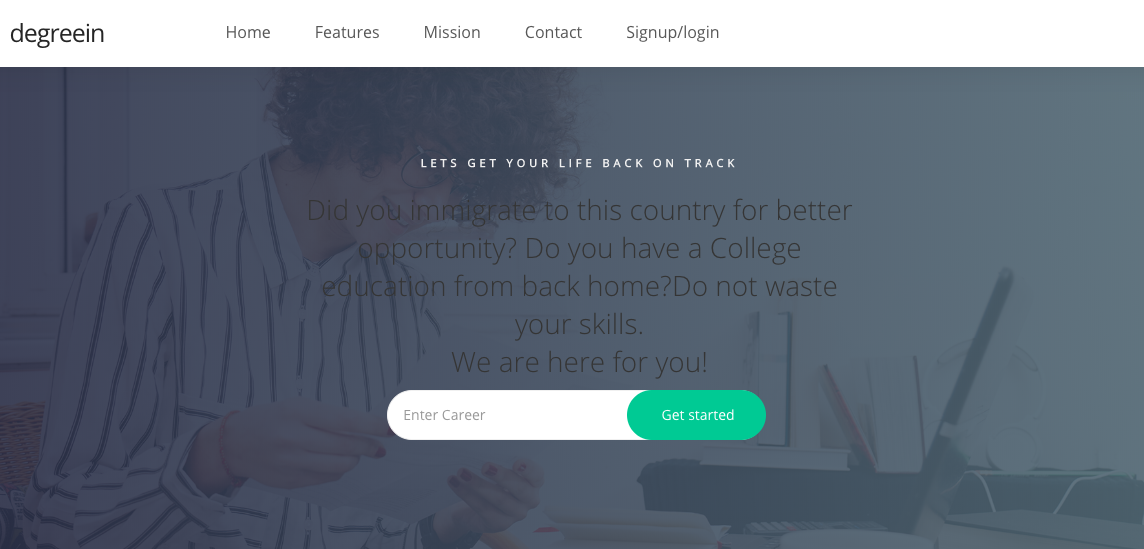 degreein
Home Features Mission Contact Signup/login
LETS GET YOUR LIFE BACK ON TRACK
Did you immigrate to this country for better
opportunity? Do you have a College
education from back home?Do not waste
your skills.
We are here for you!
Enter Career Get started